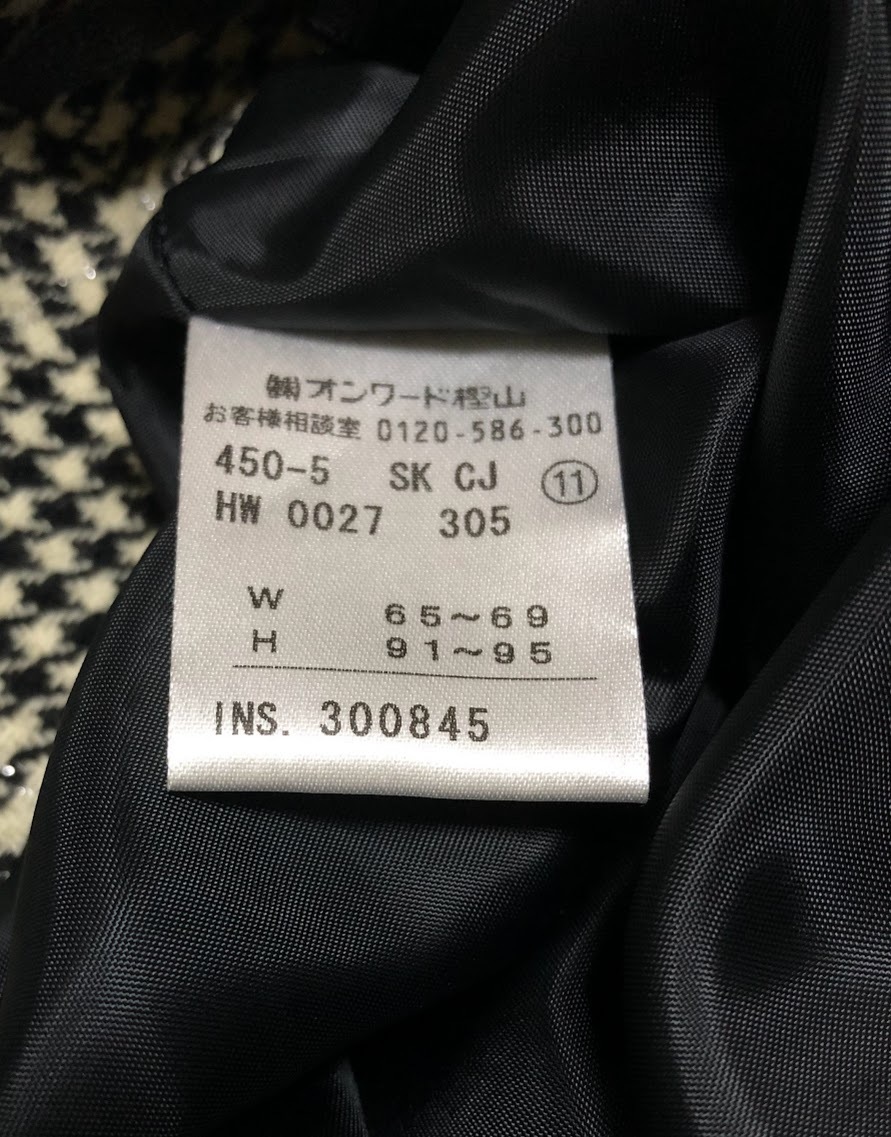 ㈱オンワード樫山
お客様相談室 0120-586-300
450-5 SK CJ ⑪
HW 0027 305
W 65~69
H 91~95
INS. 300845